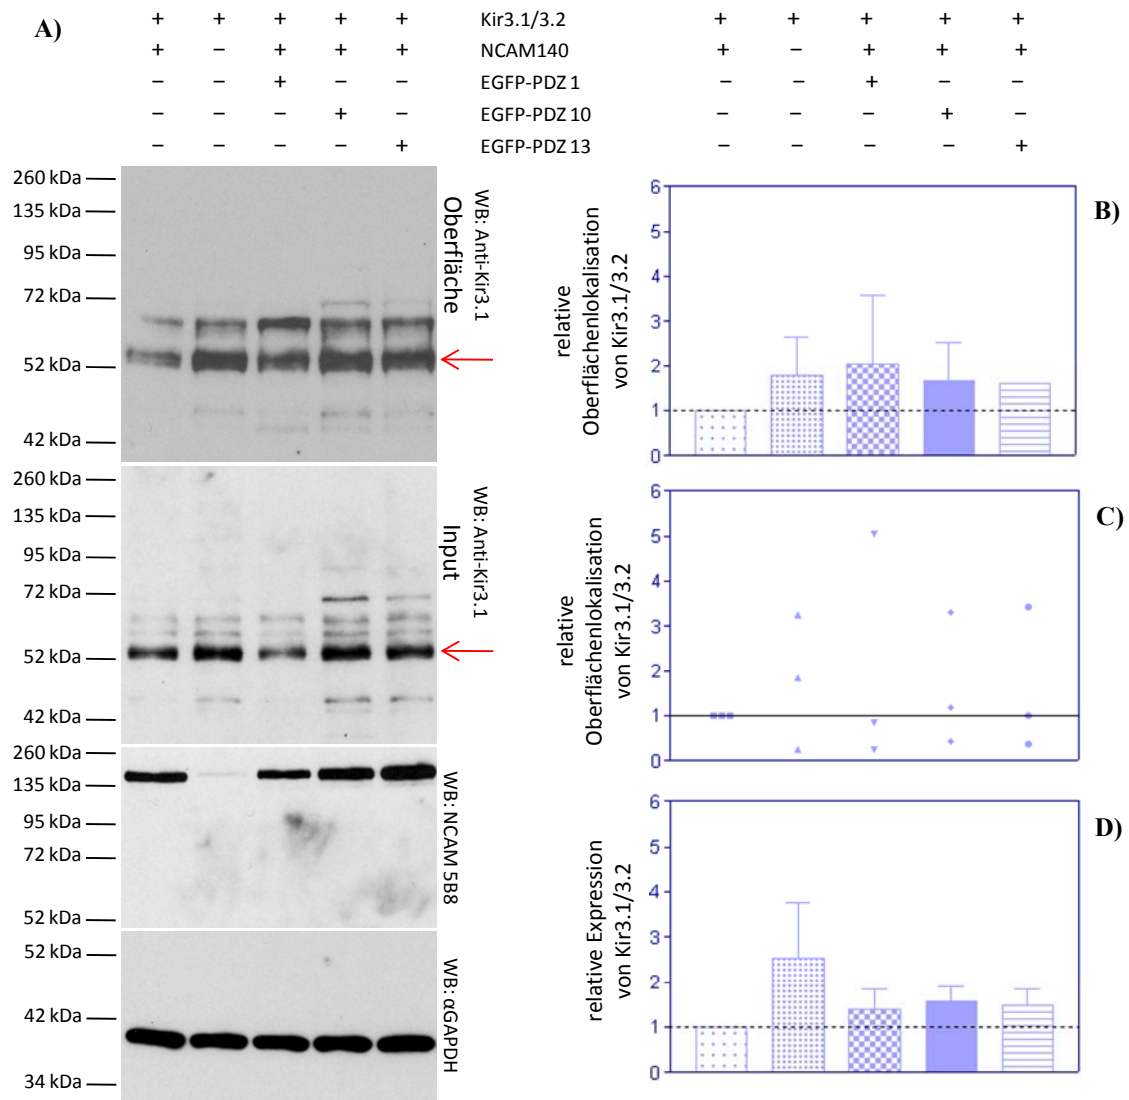 A)
+ + + + + Kir3.1/3.2 + + + + +
+ − + + + NCAM140 + − + + +
− − + − − EGFP-PDZ 1 − − + − −
− − − + − EGFP-PDZ 10 − − − + −
− − − − + EGFP-PDZ 13 − − − − +
260 kDa
135 kDa
95 kDa
72 kDa
52 kDa
42 kDa
WB: Anti-Kir3.1
Oberfläche
260 kDa
135 kDa
95 kDa
72 kDa
52 kDa
42 kDa
WB: Anti-Kir3.1
Input
260 kDa
135 kDa
95 kDa
72 kDa
52 kDa
WB: NCAM 5B8
52 kDa
42 kDa
34 kDa
WB: αGAPDH
B)
relative
Oberflächenlokalisation
von Kir3.1/3.2
6
5
4
3
2
1
0
C)
relative
Oberflächenlokalisation
von Kir3.1/3.2
6
5
4
3
2
1
0
D)
relative Expression
von Kir3.1/3.2
6
5
4
3
2
1
0